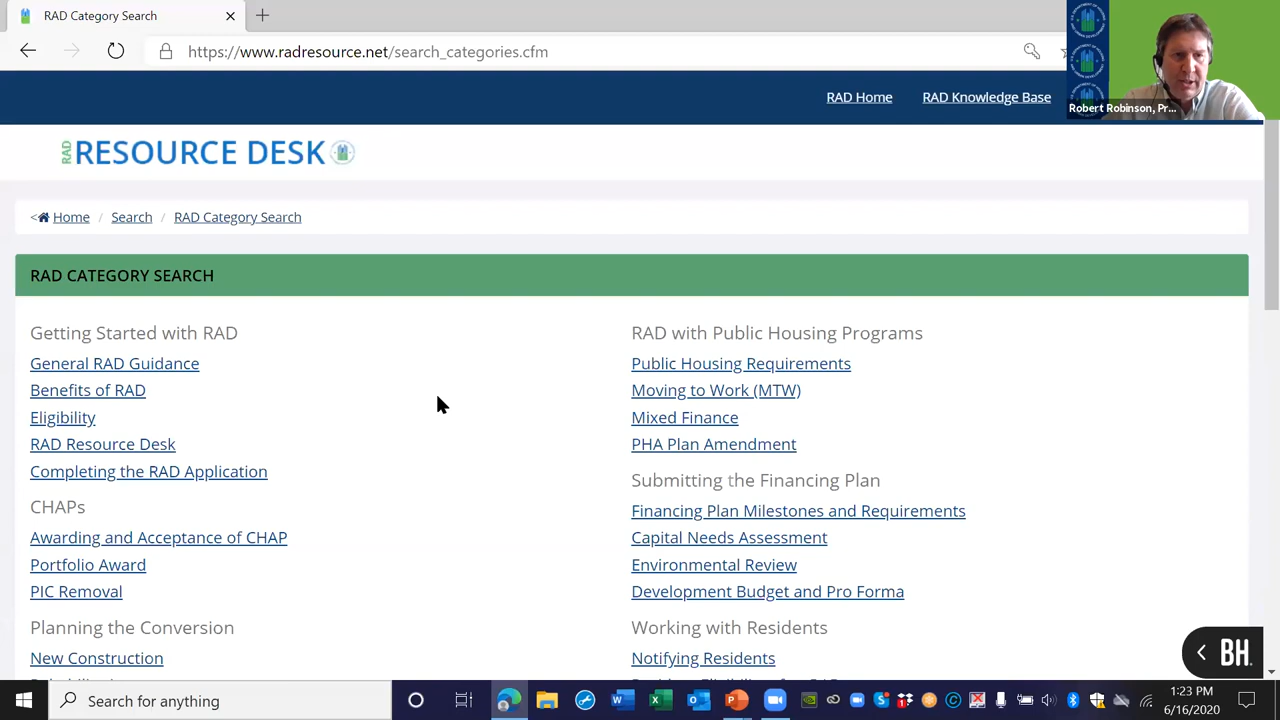 RAD Category Search
https://www.radresource.net/search_categories.cfm
Robert Robinson, Pr...
RAD Home
RAD Knowledge Base
RAD RESOURCE DESK
< Home / Search / RAD Category Search
RAD CATEGORY SEARCH
Getting Started with RAD
General RAD Guidance
Benefits of RAD
Eligibility
RAD Resource Desk
Completing the RAD Application
CHAPs
Awarding and Acceptance of CHAP
Portfolio Award
PIC Removal
Planning the Conversion
New Construction
RAD with Public Housing Programs
Public Housing Requirements
Moving to Work (MTW)
Mixed Finance
PHA Plan Amendment
Submitting the Financing Plan
Financing Plan Milestones and Requirements
Capital Needs Assessment
Environmental Review
Development Budget and Pro Forma
Working with Residents
Notifying Residents
BH.
Search for anything
1:23 PM
6/16/2020